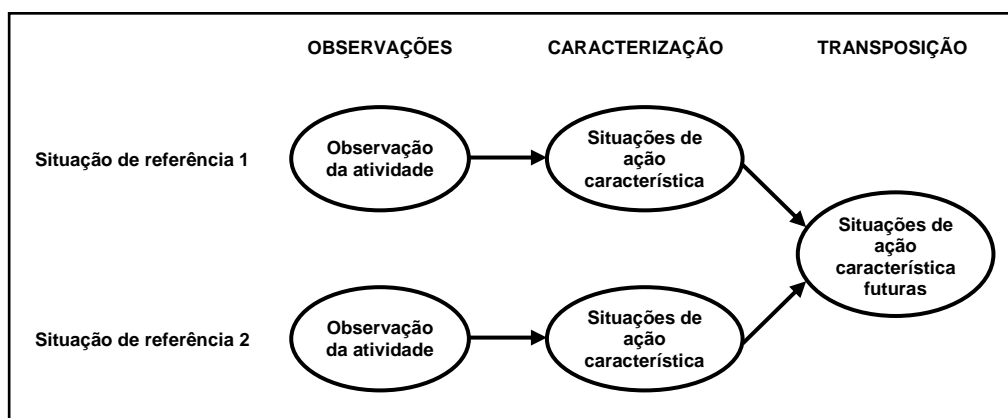 OBSERVAÇÕES
CARACTERIZAÇÃO
TRANSPOSIÇÃO
Situação de referência 1
Observação
da atividade
Situações de
ação
característica
Situações de
ação
característica
futuras
Situação de referência 2
Observação
da atividade
Situações de
ação
característica